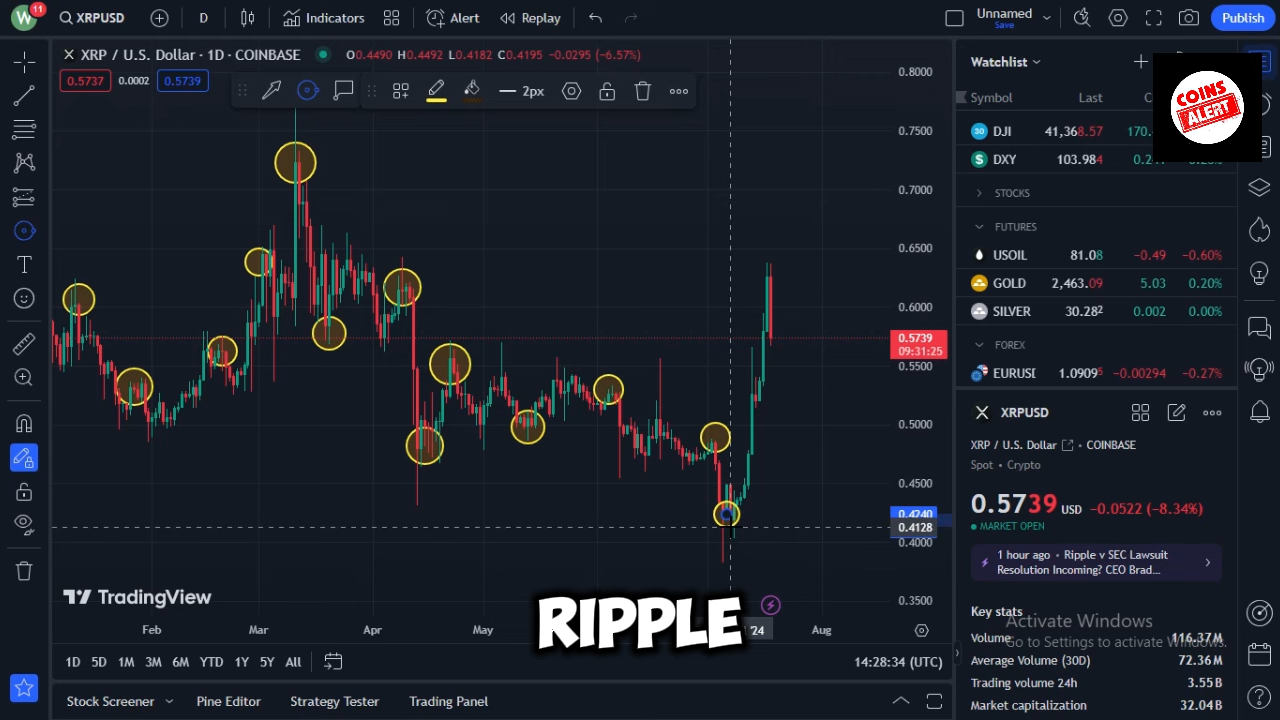 W 11 XRPUSD D Indicators Alert Replay Unnamed Save Publish
XRP / U.S. Dollar · 1D · COINBASE O0.4490 H0.4492 L0.4182 C0.4195 −0.0295 (−6.57%)
0.5737 0.0002 0.5739
2px
0.8000
0.7500
0.7000
0.6500
0.6000
0.5739
09:31:25
0.5500
0.5000
0.4500
0.4240
0.4128
0.4000
0.3500
TradingView
RIPPLE
Feb Mar Apr May '24 Aug
1D 5D 1M 3M 6M YTD 1Y 5Y All 14:28:34 (UTC)
Stock Screener Pine Editor Strategy Tester Trading Panel
Watchlist
COINS
ALERT
Symbol Last
DJI 41,368.57
DXY 103.984
STOCKS
FUTURES
USOIL 81.08 −0.49 −0.60%
GOLD 2,463.09 5.03 0.20%
SILVER 30.282 0.002 0.00%
FOREX
EURUSI 1.09095 −0.00294 −0.27%
XRPUSD
XRP / U.S. Dollar • COINBASE
Spot • Crypto
0.5739 USD −0.0522 (−8.34%)
MARKET OPEN
1 hour ago • Ripple v SEC Lawsuit
Resolution Incoming? CEO Brad...
Key stats
Activate Windows
Go to Settings to activate Windows.
Volume 116.37M
Average Volume (30D) 72.36M
Trading volume 24h 3.55B
Market capitalization 32.04B